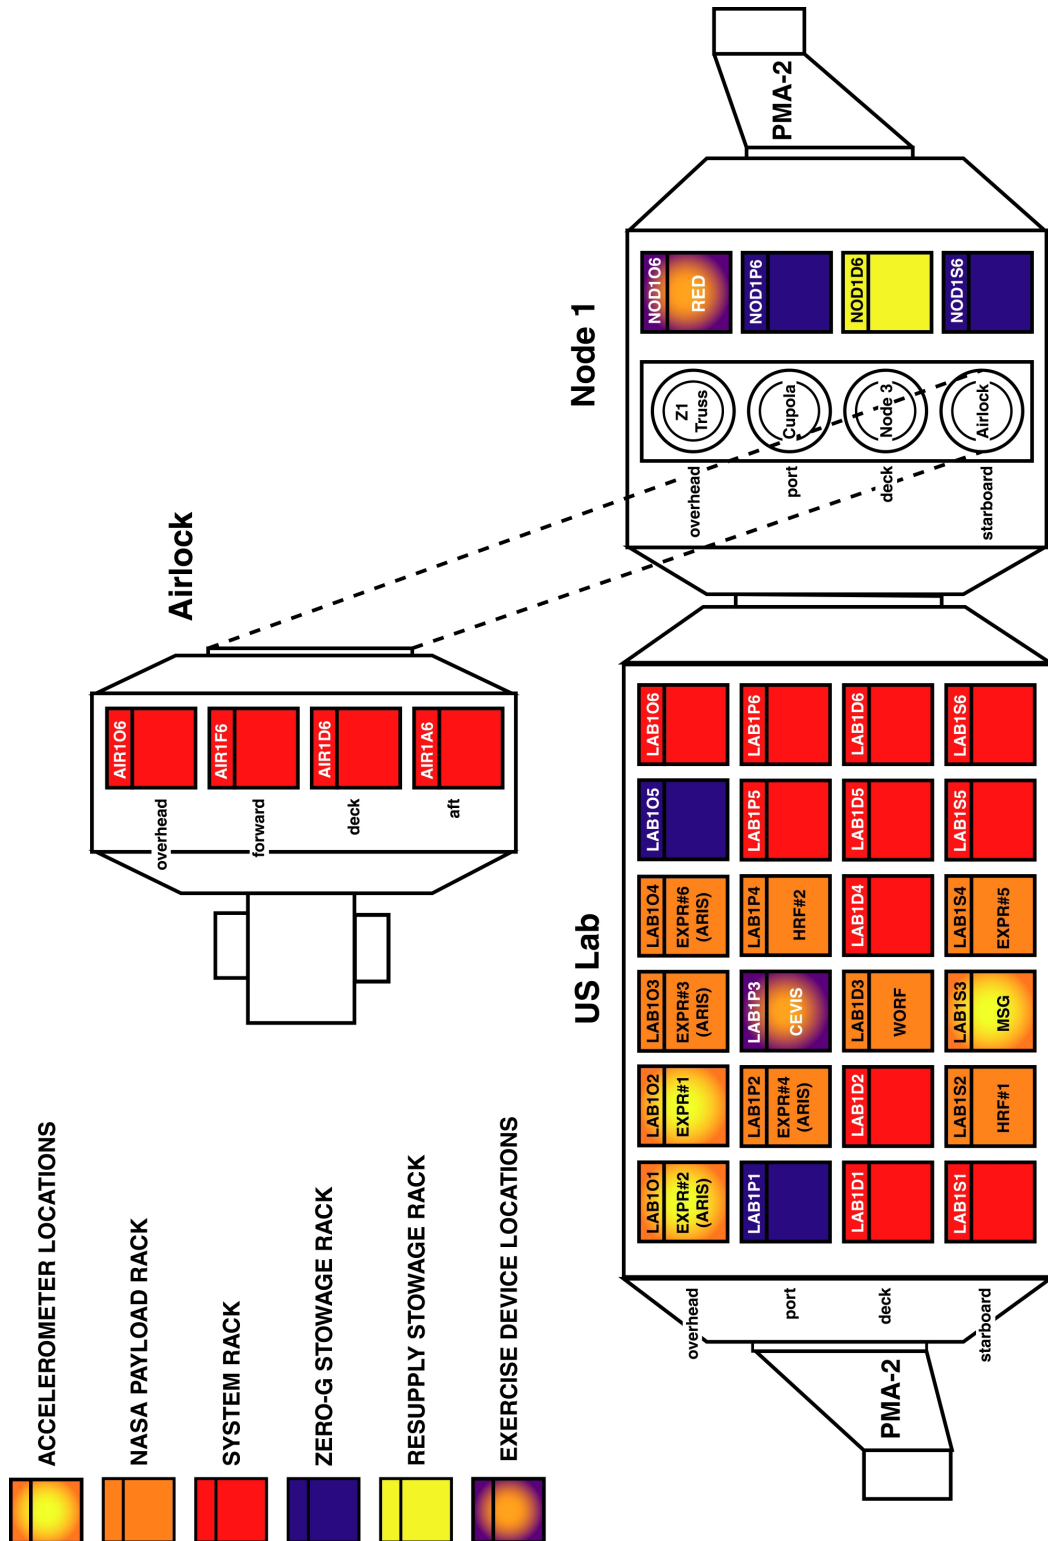 ACCELEROMETER LOCATIONS
NASA PAYLOAD RACK
SYSTEM RACK
ZERO-G STOWAGE RACK
RESUPPLY STOWAGE RACK
EXERCISE DEVICE LOCATIONS
Airlock
overhead
AIR1O6
forward
AIR1F6
deck
AIR1D6
aft
AIR1A6
US Lab
PMA-2
overhead
LAB1O1
EXPR#2
(ARIS)
LAB1O2
EXPR#1
LAB1O3
EXPR#3
(ARIS)
LAB1O4
EXPR#6
(ARIS)
LAB1O5
LAB1O6
port
LAB1P1
LAB1P2
EXPR#4
(ARIS)
LAB1P3
CEVIS
LAB1P4
HRF#2
LAB1P5
LAB1P6
deck
LAB1D1
LAB1D2
LAB1D3
WORF
LAB1D4
LAB1D5
LAB1D6
starboard
LAB1S1
LAB1S2
HRF#1
LAB1S3
MSG
LAB1S4
EXPR#5
LAB1S5
LAB1S6
Node 1
overhead
Z1
Truss
NOD1O6
RED
port
Cupola
NOD1P6
deck
Node 3
NOD1D6
starboard
Airlock
NOD1S6
PMA-2